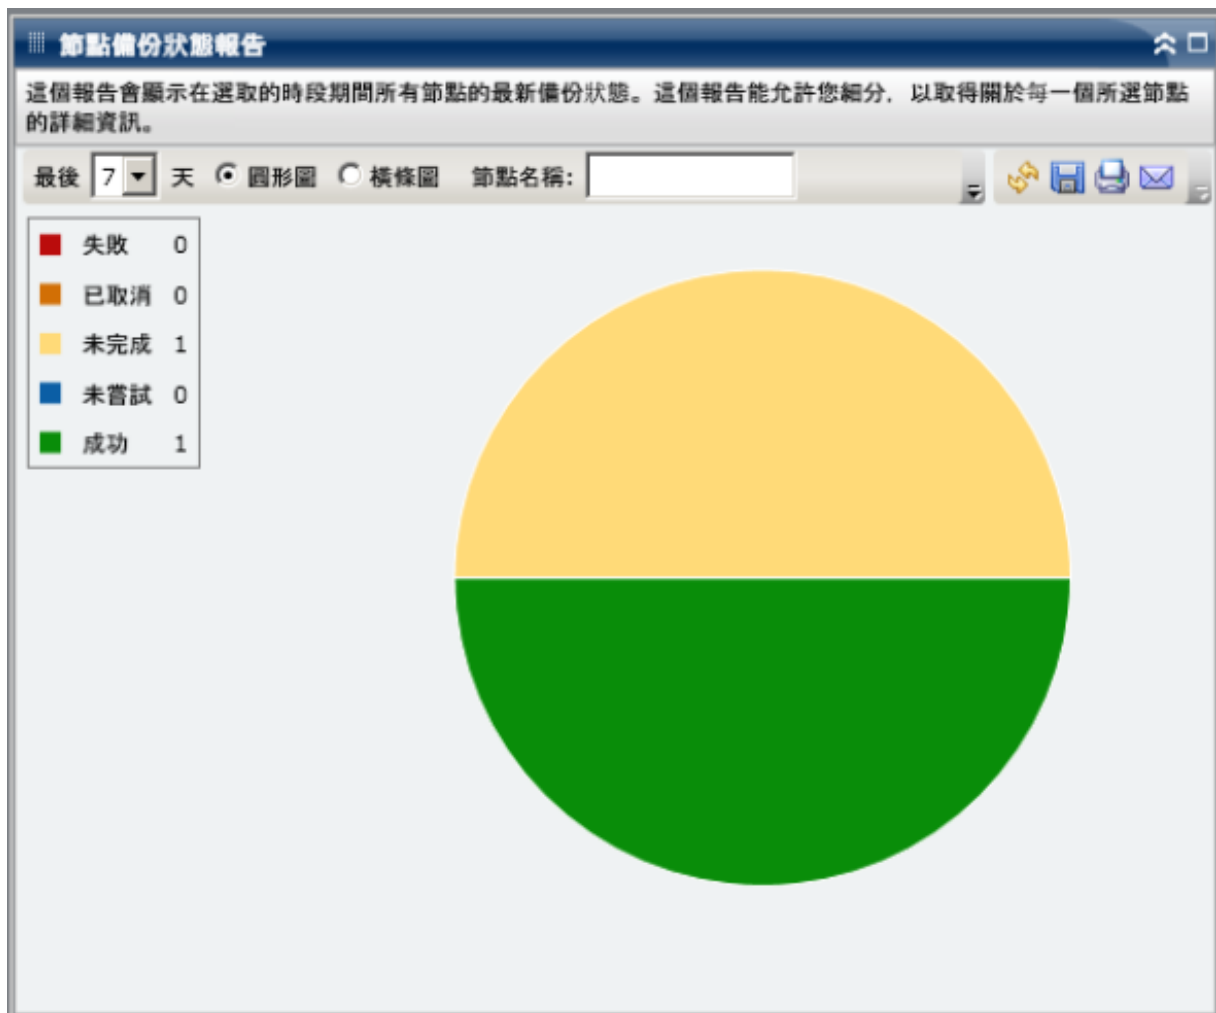 節點備份狀態報告
這個報告會顯示在選取的時段期間所有節點的最新備份狀態。這個報告能允許您細分，以取得關於每一個所選節點
的詳細資訊。
最後 7 天 圓形圖 橫條圖 節點名稱:
失敗 0
已取消 0
未完成 1
未嘗試 0
成功 1